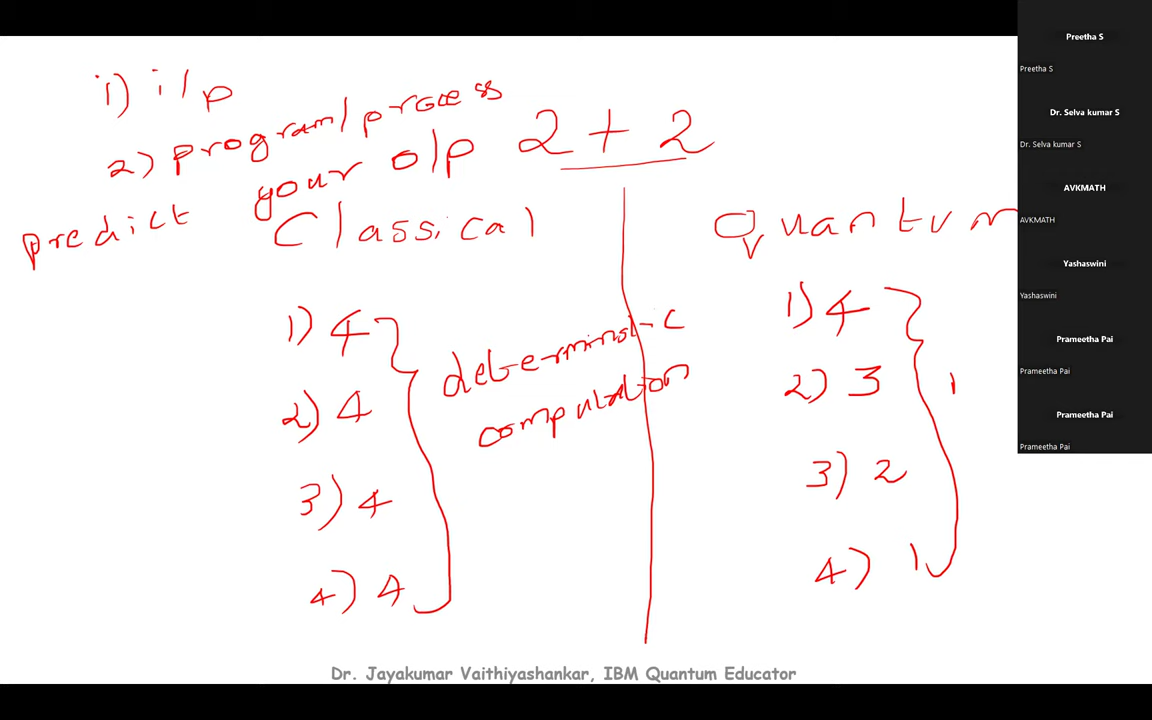 i) i/p
2) program/process
predict your o/p 2 + 2
Classical
Quantum
1) 4
2) 4
3) 4
4) 4
computation
1) 4
2) 3
3) 2
4) 1
Dr. Jayakumar Vaithiyashankar, IBM Quantum Educator
Preetha S
Preetha S
Dr. Selva kumar S
Dr. Selva kumar S
AVKMATH
AVKMATH
Yashaswini
Yashaswini
Prameetha Pai
Prameetha Pai
Prameetha Pai
Prameetha Pai